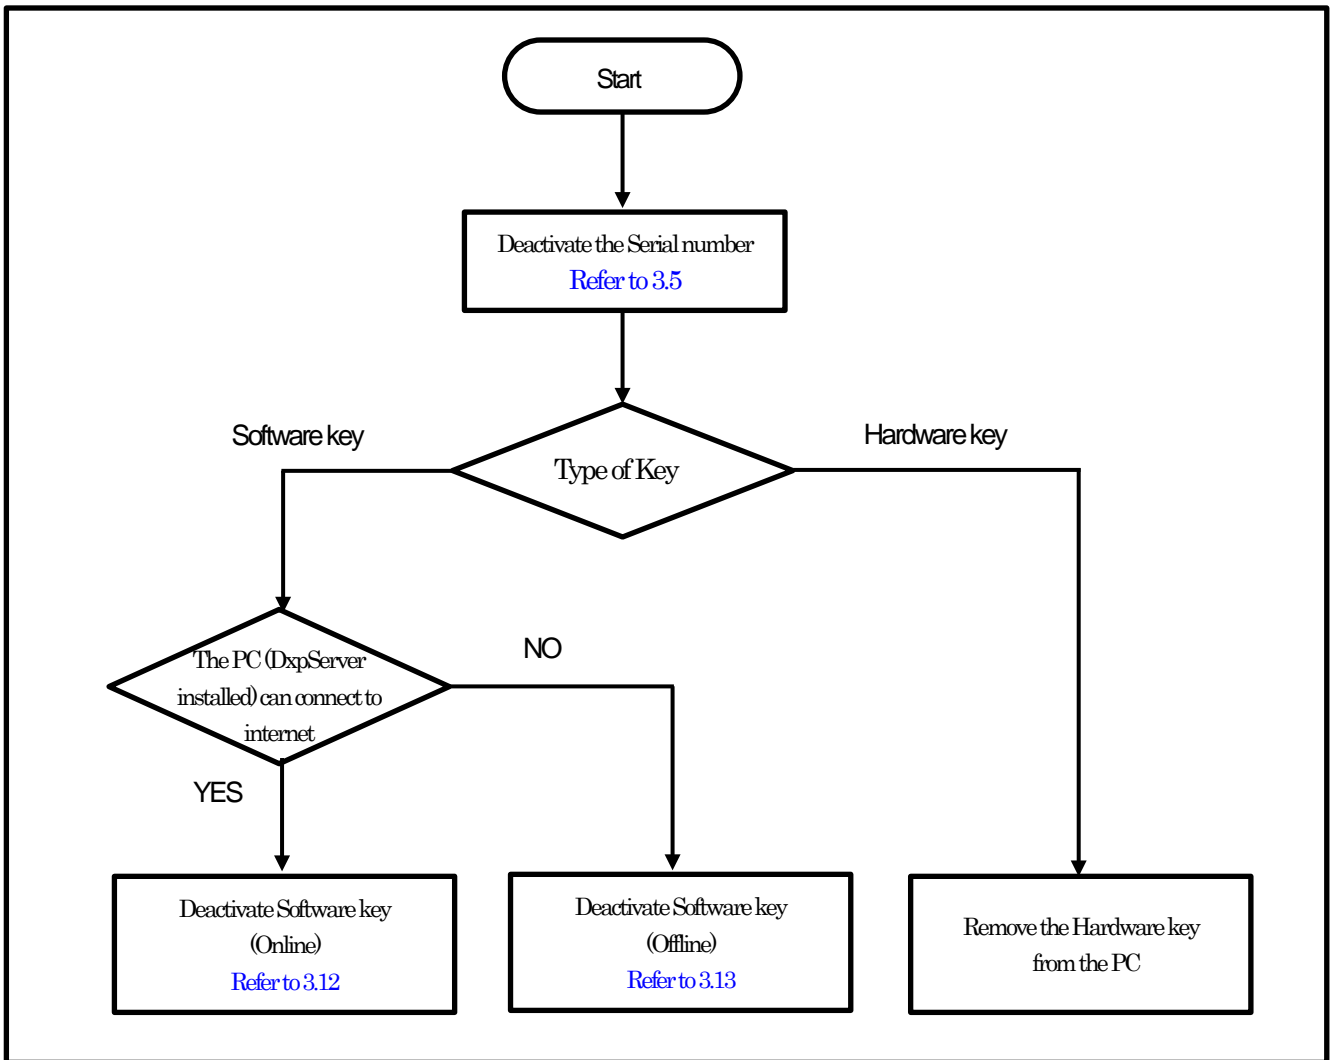 Start
Deactivate the Serial number
Refer to 3.5
Software key
Hardware key
Type of Key
The PC (DxpServer
installed) can connect to
internet
NO
YES
Deactivate Software key
(Online)
Refer to 3.12
Deactivate Software key
(Offline)
Refer to 3.13
Remove the Hardware key
from the PC